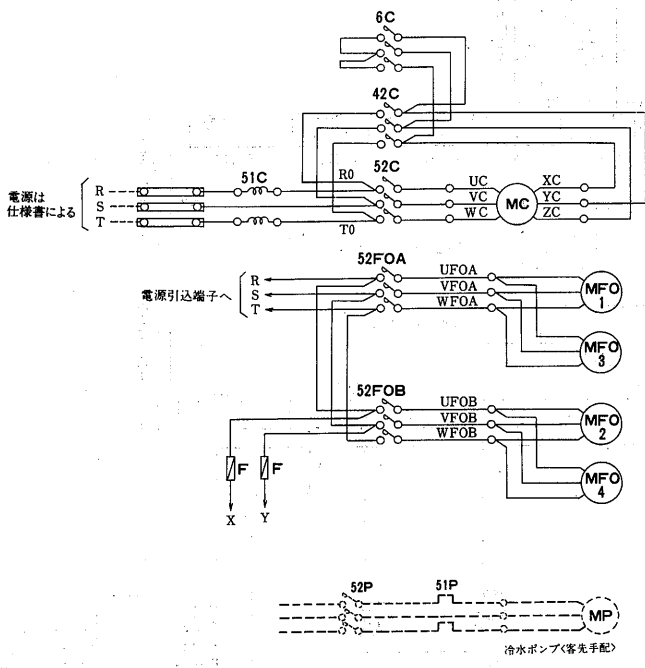 6C
42C
51C
R0
52C
UC
XC
電源は
仕様書による
R
S
T
VC
MC
YC
WC
ZC
T0
52FOA
UFOA
電源引込端子へ
R
S
T
VFOA
WFOA
MFO
1
MFO
3
52FOB
UFOB
VFOB
WFOB
MFO
2
F
F
MFO
4
X
Y
52P
51P
MP
冷水ポンプ〈客先手配〉